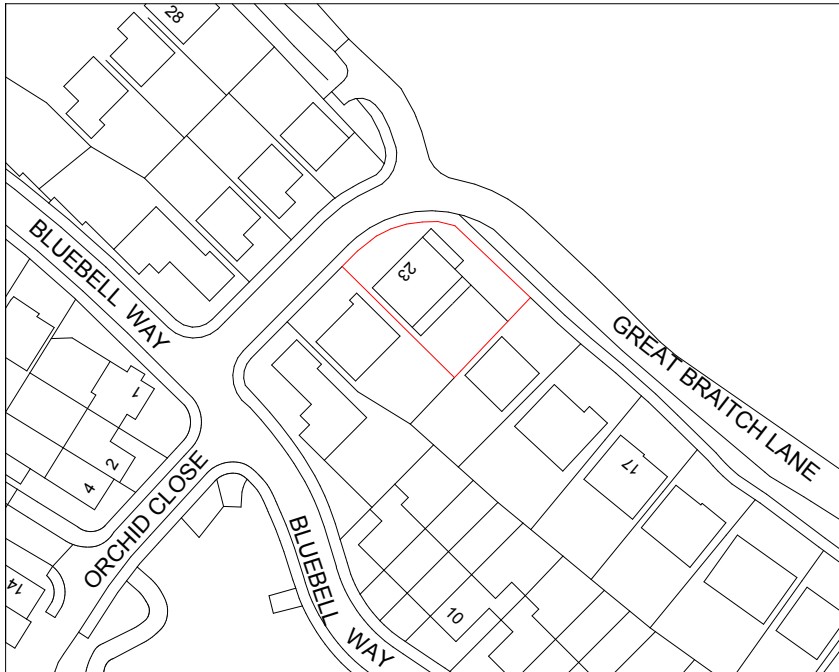 28
BLUEBELL WAY
23
GREAT BRAITCH LANE
1
2
4
17
ORCHID CLOSE
14
BLUEBELL WAY
10